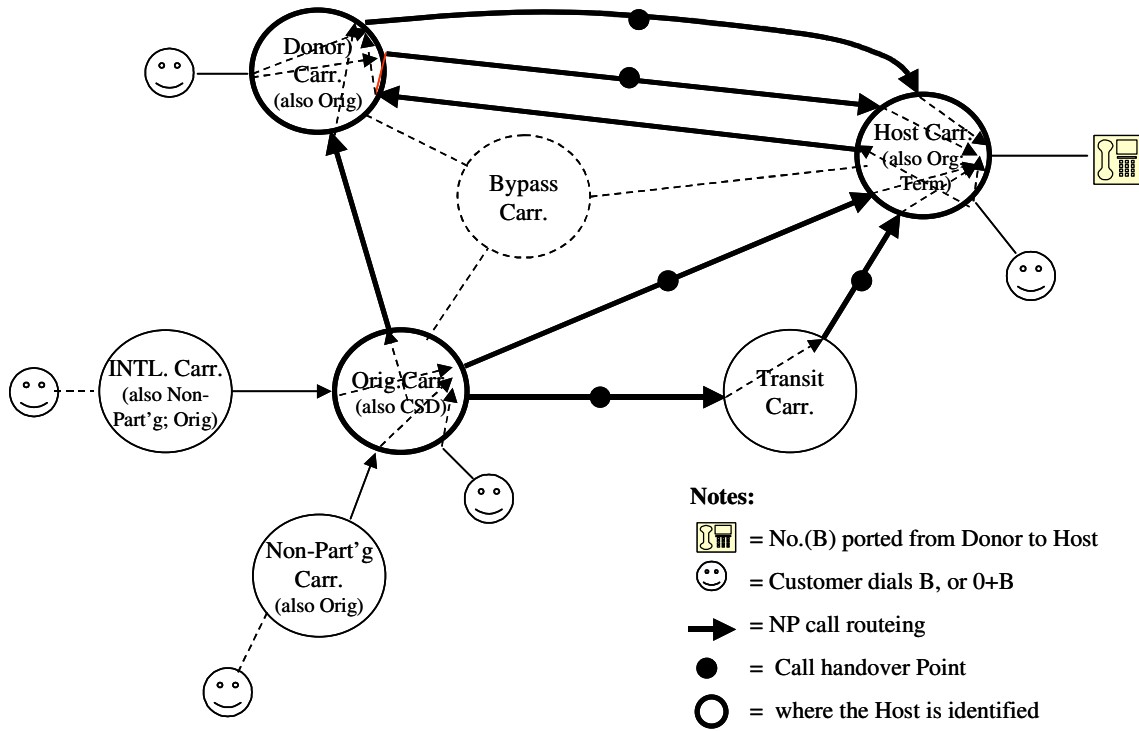 Donor)
Carr.
(also Orig)
Host Carr.
(also Org
Term)
Bypass
Carr.
INTL. Carr.
(also Non-
Part'g; Orig)
Orig Carr.
(also CSD)
Transit
Carr.
Non-Part'g
Carr.
(also Orig)
Notes:
= No.(B) ported from Donor to Host
= Customer dials B, or 0+B
= NP call routeing
= Call handover Point
= where the Host is identified